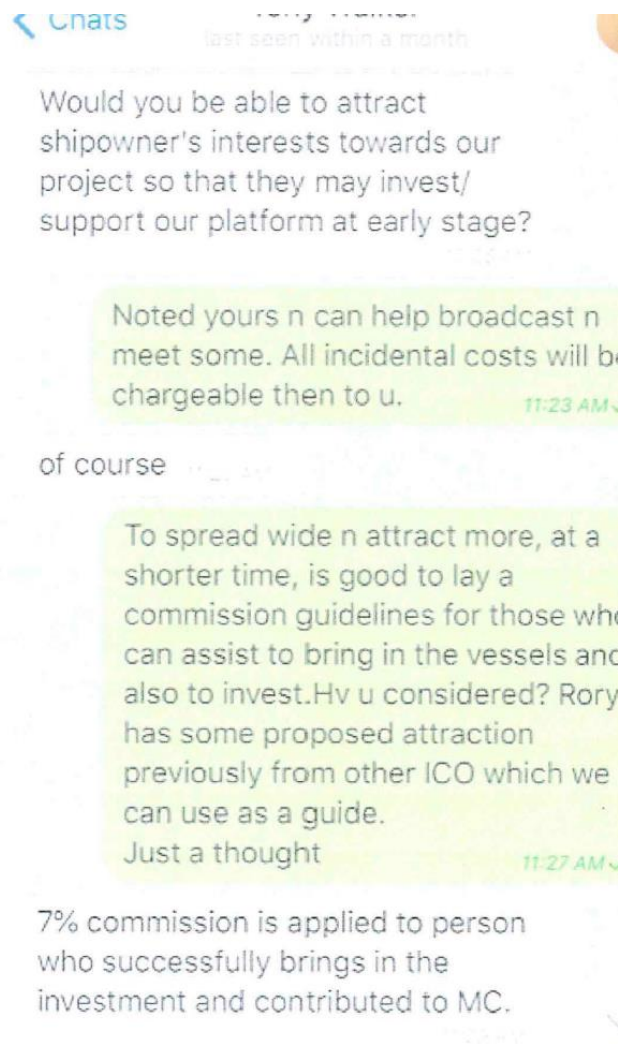 Chats
last seen within a month
Would you be able to attract
shipowner's interests towards our
project so that they may invest/
support our platform at early stage?
Noted yours n can help broadcast n
meet some. All incidental costs will be
chargeable then to u.
11:23 AM
of course
To spread wide n attract more, at a
shorter time, is good to lay a
commission guidelines for those who
can assist to bring in the vessels and
also to invest.Hv u considered? Rory
has some proposed attraction
previously from other ICO which we
can use as a guide.
Just a thought
11:27 AM
7% commission is applied to person
who successfully brings in the
investment and contributed to MC.